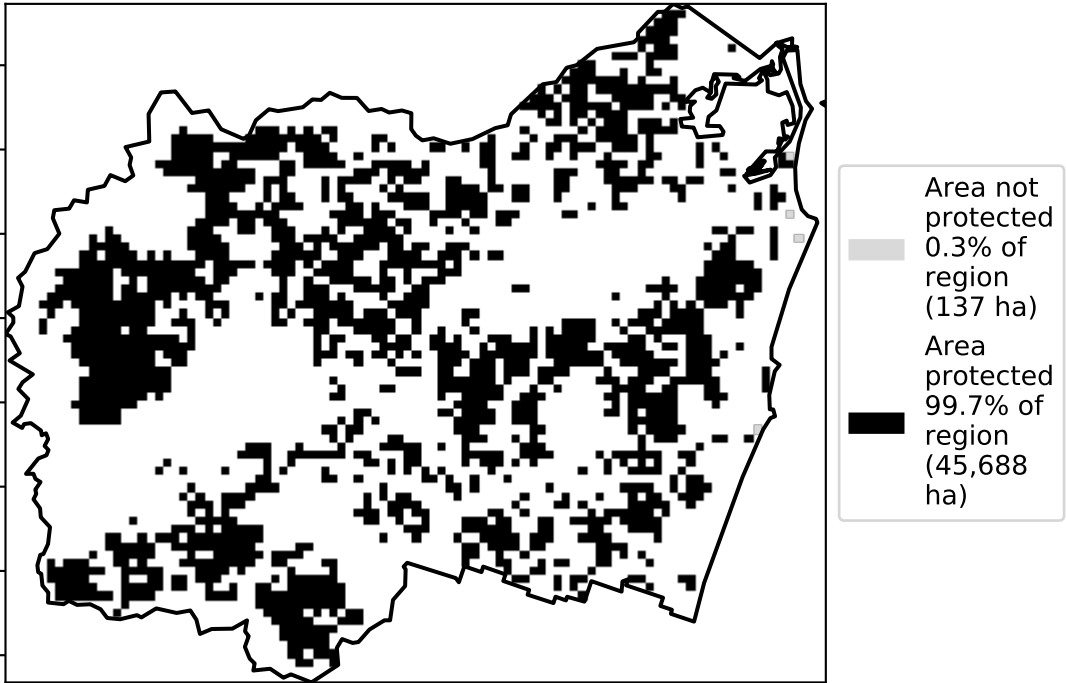 Area not
protected
0.3% of
region
(137 ha)
Area
protected
99.7% of
region
(45,688
ha)